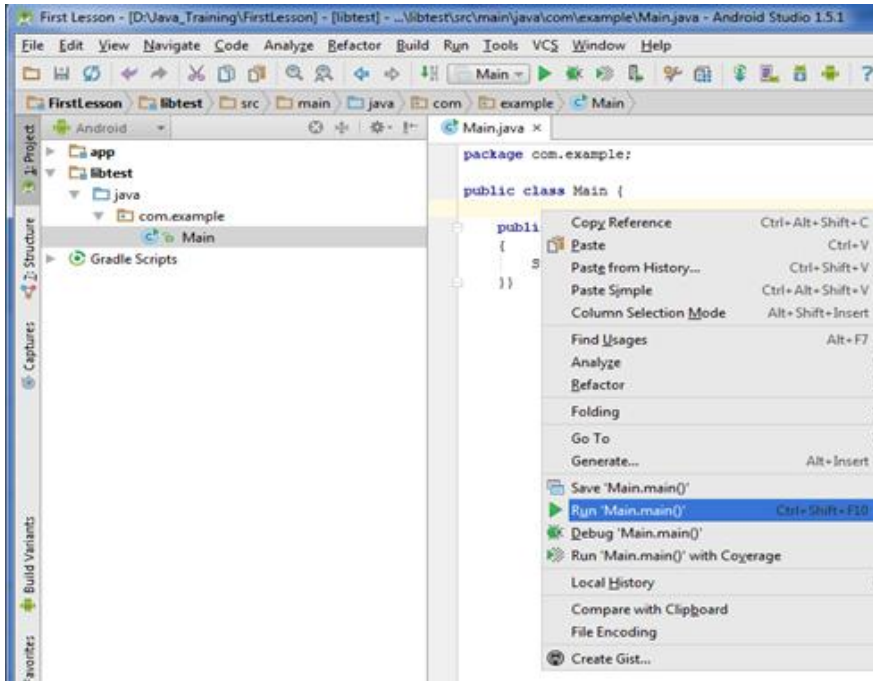 First Lesson - [D:\Java_Training\FirstLesson] - [libtest] - ...\libtest\src\main\java\com\example\Main.java - Android Studio 1.5.1
File Edit View Navigate Code Analyze Refactor Build Run Tools VCS Window Help
Main
FirstLesson libtest src main java com example Main
1: Project
Android
Main.java
app
libtest
java
com.example
Main
Gradle Scripts
2: Structure
Captures
Build Variants
avorites
package com.example;
public class Main {
publi
{
S
}}
Copy Reference Ctrl+Alt+Shift+C
Paste Ctrl+V
Paste from History... Ctrl+Shift+V
Paste Simple Ctrl+Alt+Shift+V
Column Selection Mode Alt+Shift+Insert
Find Usages Alt+F7
Analyze
Refactor
Folding
Go To
Generate... Alt+Insert
Save 'Main.main()'
Run 'Main.main()' Ctrl+Shift+F10
Debug 'Main.main()'
Run 'Main.main()' with Coverage
Local History
Compare with Clipboard
File Encoding
Create Gist...